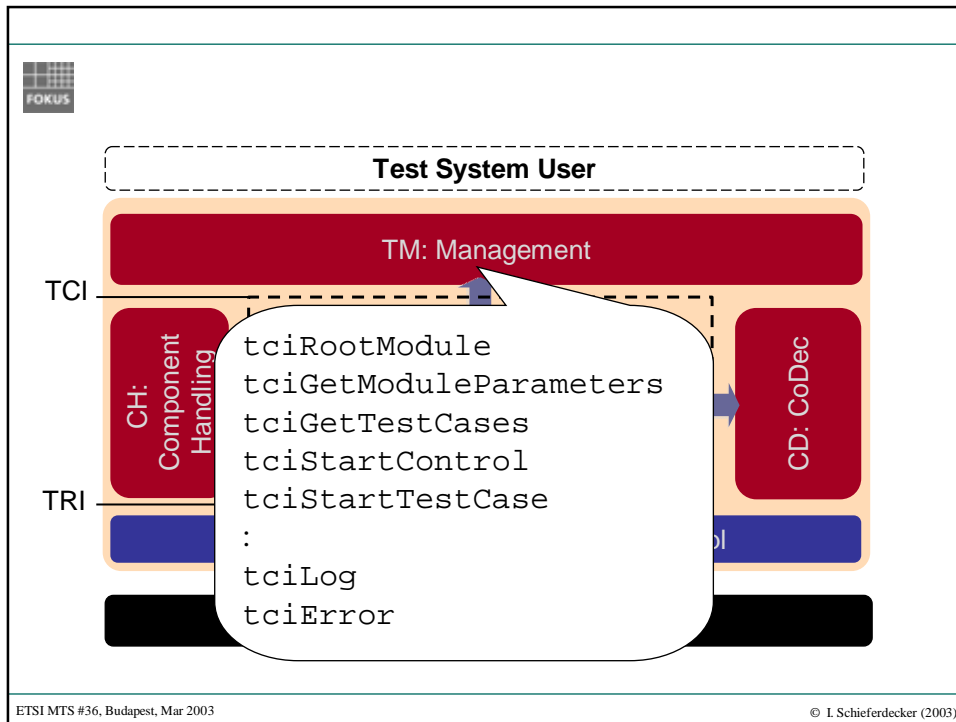 FOKUS
Test System User
TM: Management
TCI
CH:
Component
Handling
tciRootModule
tciGetModuleParameters
tciGetTestCases
tciStartControl
tciStartTestCase
:
tciLog
tciError
CD: CoDec
TRI
ol
ETSI MTS #36, Budapest, Mar 2003
© I. Schieferdecker (2003)